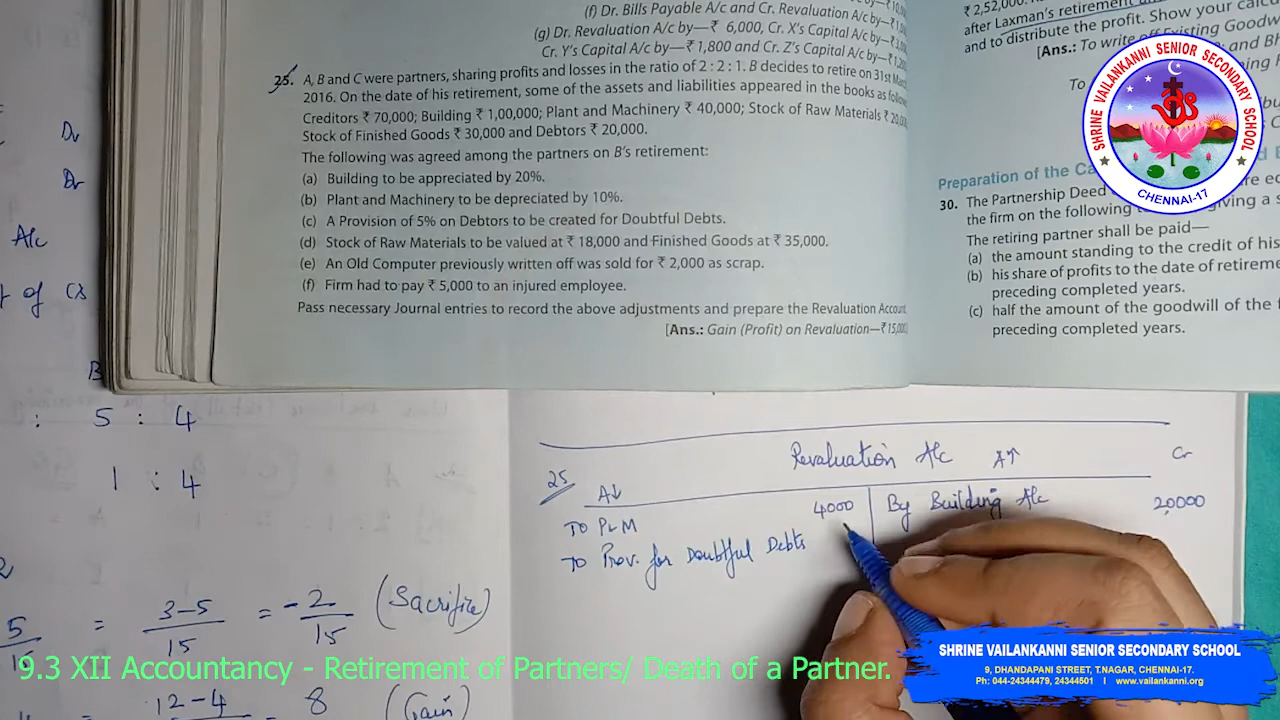 (f) Dr. Bills Payable A/c and Cr. Revaluation A/c by—₹
(g) Dr. Revaluation A/c by—₹ 6,000, Cr. X's Capital A/c by—₹
Cr. Y's Capital A/c by—₹ 1,800 and Cr. Z's Capital A/c by—₹ 1,200
25. A, B and C were partners, sharing profits and losses in the ratio of 2 : 2 : 1. B decides to retire on 31st March
2016. On the date of his retirement, some of the assets and liabilities appeared in the books as follows
Creditors ₹ 70,000; Building ₹ 1,00,000; Plant and Machinery ₹ 40,000; Stock of Raw Materials ₹ 20,00
Stock of Finished Goods ₹ 30,000 and Debtors ₹ 20,000.
The following was agreed among the partners on B's retirement:
(a) Building to be appreciated by 20%.
(b) Plant and Machinery to be depreciated by 10%.
(c) A Provision of 5% on Debtors to be created for Doubtful Debts.
(d) Stock of Raw Materials to be valued at ₹ 18,000 and Finished Goods at ₹ 35,000.
(e) An Old Computer previously written off was sold for ₹ 2,000 as scrap.
(f) Firm had to pay ₹ 5,000 to an injured employee.
Pass necessary Journal entries to record the above adjustments and prepare the Revaluation Account.
[Ans.: Gain (Profit) on Revaluation—₹ 15,000]
₹ 2,52,000.
after Laxman's retirement
and to distribute the profit. Show your calcu
[Ans.: To write off Existing Goodw
and Bh
To
Preparation of the Ca
30. The Partnership Deed
are eq
the firm on the following
giving a s
The retiring partner shall be paid—
(a) the amount standing to the credit of his
(b) his share of profits to the date of retireme
preceding completed years.
(c) half the amount of the goodwill of the
preceding completed years.
SHRINE VAILANKANNI SENIOR SECONDARY SCHOOL
CHENNAI-17
Dr
Dr
A/c
of Cs
B
: 5 : 4
1 : 4
2
5/15 = 3-5/15 = -2/15 (Sacrifice)
12-4 = 8 (Gain)
25 Revaluation A/c A↑ Cr
A↓
To P&M 4000 By Building A/c 20,000
To Prov. for Doubtful Debts
9.3 XII Accountancy - Retirement of Partners/ Death of a Partner.
SHRINE VAILANKANNI SENIOR SECONDARY SCHOOL
9, DHANDAPANI STREET, T.NAGAR, CHENNAI-17.
Ph: 044-24344479, 24344501 I www.vailankanni.org